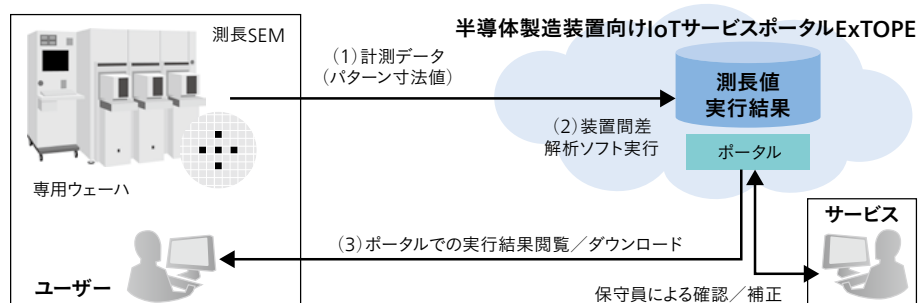 測長SEM
半導体製造装置向けIoTサービスポータルExTOPE
(1)計測データ
(パターン寸法値)
測長値
実行結果
(2)装置間差
解析ソフト実行
ポータル
専用ウェーハ
サービス
(3)ポータルでの実行結果閲覧／ダウンロード
ユーザー
保守員による確認／補正